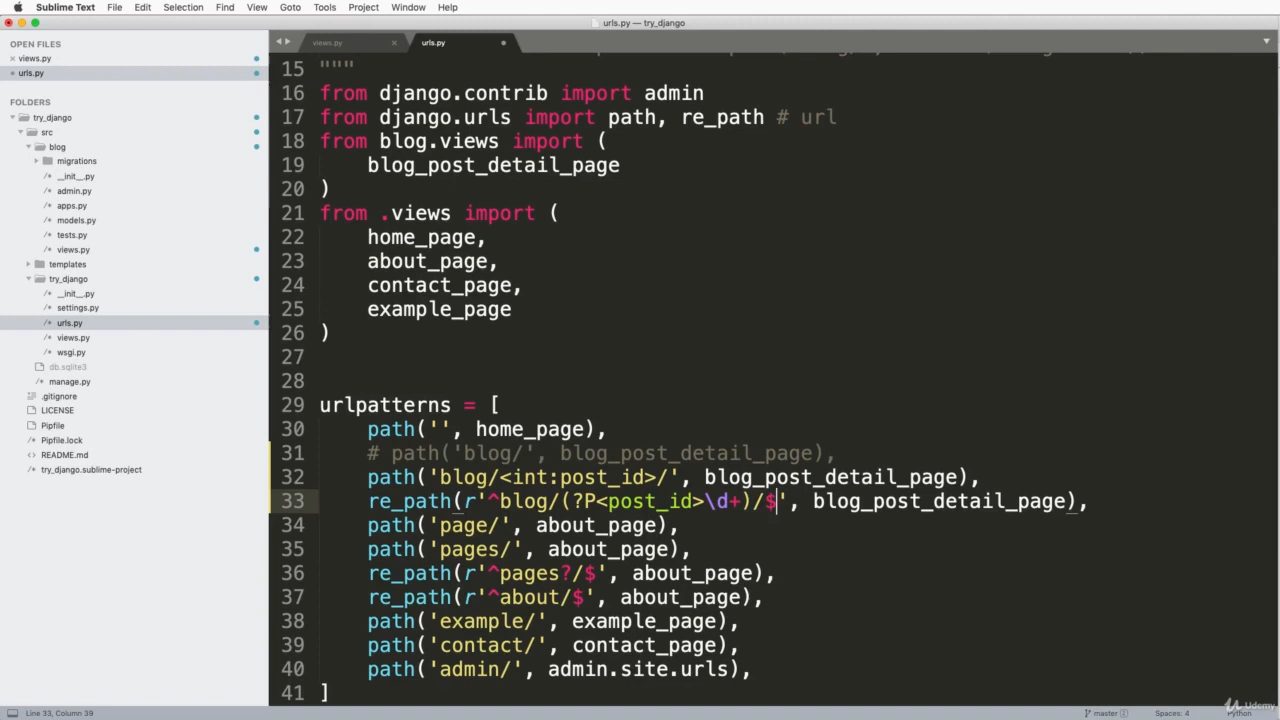 Sublime Text File Edit Selection Find View Goto Tools Project Window Help
urls.py — try_django
OPEN FILES
views.py
urls.py
FOLDERS
try_django
src
blog
migrations
__init__.py
admin.py
apps.py
models.py
tests.py
views.py
templates
try_django
__init__.py
settings.py
urls.py
views.py
wsgi.py
db.sqlite3
manage.py
.gitignore
LICENSE
Pipfile
Pipfile.lock
README.md
try_django.sublime-project
views.py urls.py
15 """
16 from django.contrib import admin
17 from django.urls import path, re_path # url
18 from blog.views import (
19 blog_post_detail_page
20 )
21 from .views import (
22 home_page,
23 about_page,
24 contact_page,
25 example_page
26 )
27
28
29 urlpatterns = [
30 path('', home_page),
31 # path('blog/', blog_post_detail_page),
32 path('blog/<int:post_id>/', blog_post_detail_page),
33 re_path(r'^blog/(?P<post_id>\d+)/$', blog_post_detail_page),
34 path('page/', about_page),
35 path('pages/', about_page),
36 re_path(r'^pages?/$', about_page),
37 re_path(r'^about/$', about_page),
38 path('example/', example_page),
39 path('contact/', contact_page),
40 path('admin/', admin.site.urls),
41 ]
Line 33, Column 39 master Spaces: 4 Python
Udemy